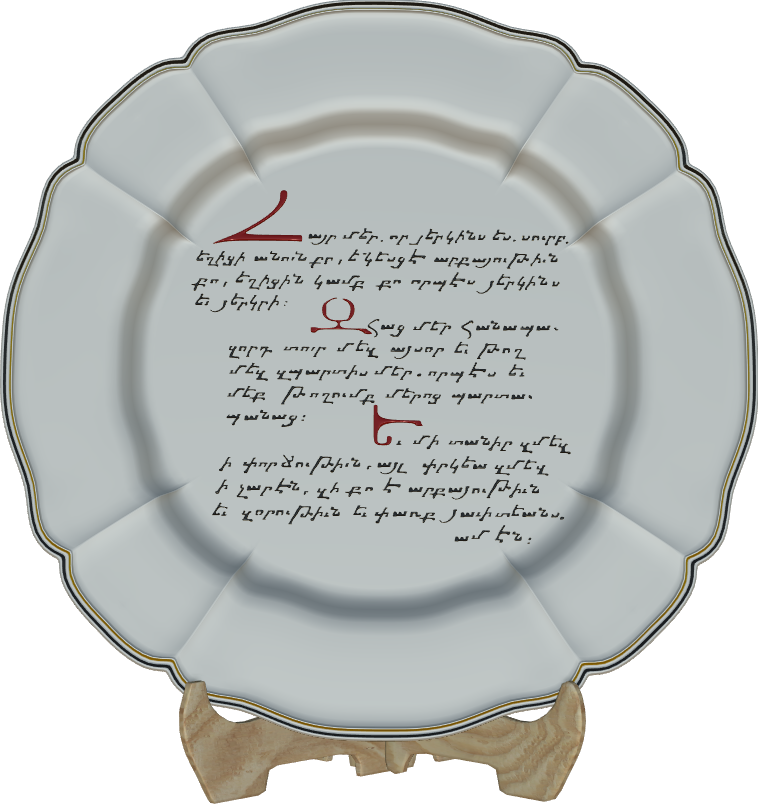 Հայր մեր. որ յերկինս ես. սուրբ.
եղիցի անուն քո, եկեսցէ արքայութիւն
քո, եղիցին կամք քո որպէս յերկինս
եւ յերկրի:
Զհաց մեր հանապա.
զորդ տուր մեզ այսօր եւ թող
մեզ զպարտիս մեր. որպէս եւ
մեք թողումք մերոց պարտա.
պանաց:
Եւ մի տանիր զմեզ
ի փորձութիւն, այլ փրկեա զմեզ
ի չարէն, զի քո է արքայութիւն
եւ զօրութիւն եւ փառք յաւիտեանս.
ամէն: